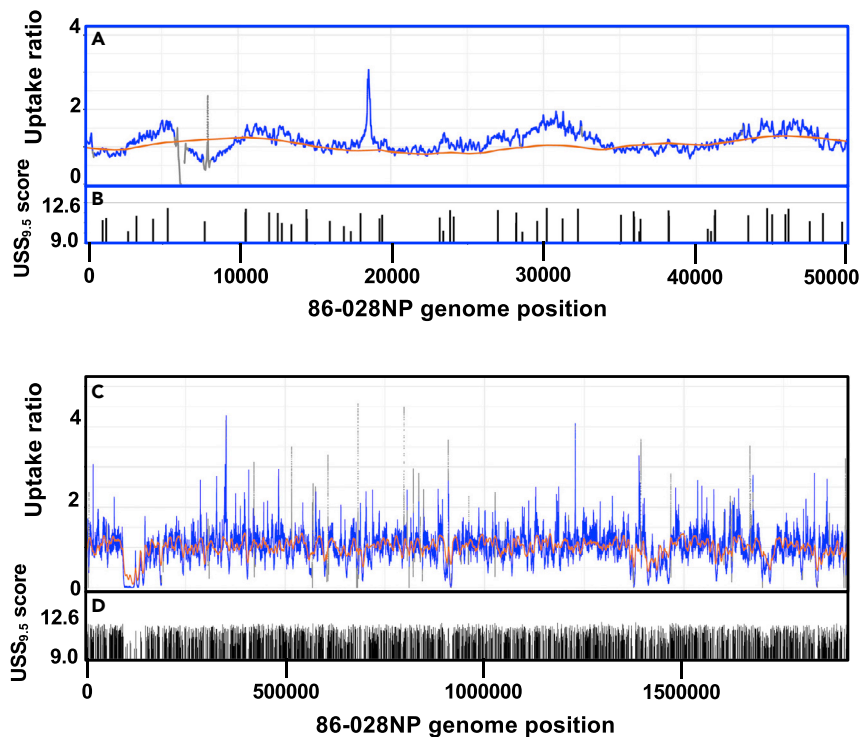 A
Uptake ratio
4
2
0
B
USS9.5 score
12.6
9.0
0 10000 20000 30000 40000 50000
86-028NP genome position
C
Uptake ratio
4
2
0
D
USS9.5 score
12.6
9.0
0 500000 1000000 1500000
86-028NP genome position